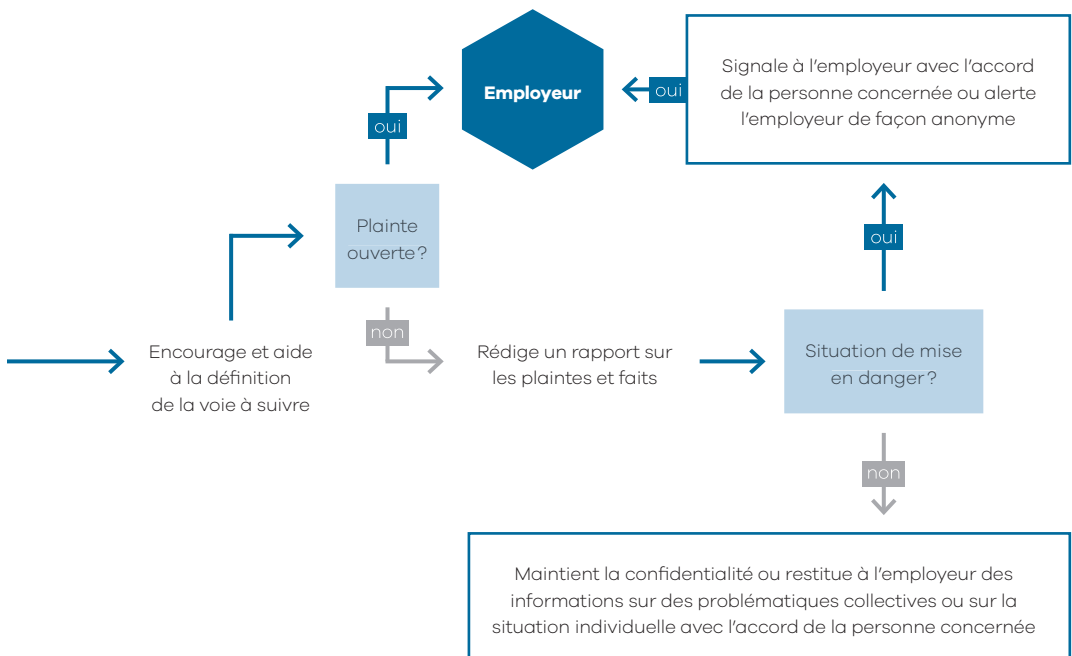 Employeur
oui
Signale à l'employeur avec l'accord
de la personne concernée ou alerte
l'employeur de façon anonyme
oui
Plainte
ouverte ?
oui
non
Encourage et aide
à la définition
de la voie à suivre
Rédige un rapport sur
les plaintes et faits
Situation de mise
en danger ?
non
Maintient la confidentialité ou restitue à l'employeur des
informations sur des problématiques collectives ou sur la
situation individuelle avec l'accord de la personne concernée